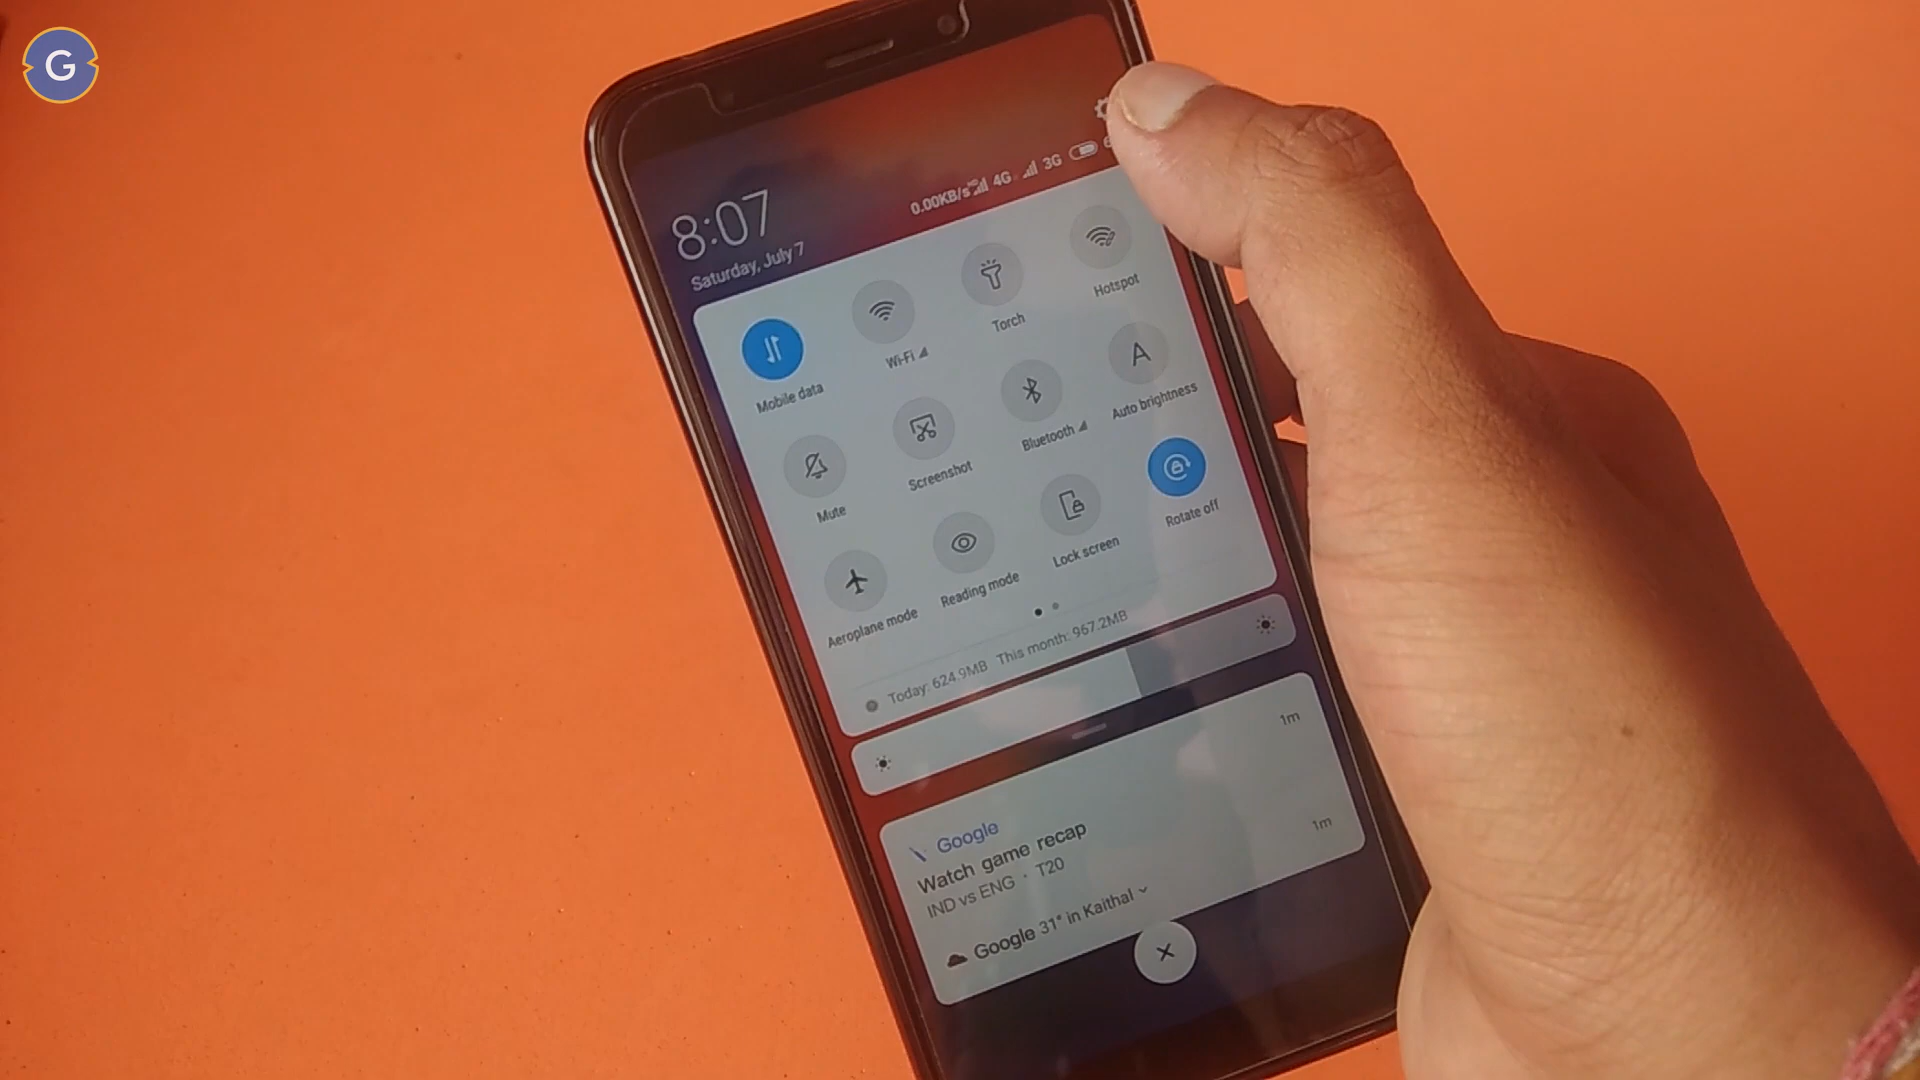 G
8:07
Saturday, July 7
0.00KB/s HD 4G 3G
Mobile data
Wi-Fi
Torch
Hotspot
Mute
Screenshot
Bluetooth
A
Auto brightness
Aeroplane mode
Reading mode
Lock screen
Rotate off
Today: 624.9MB This month: 967.2MB
Google
1m
Watch game recap
IND vs ENG · T20
1m
Google 31° in Kaithal